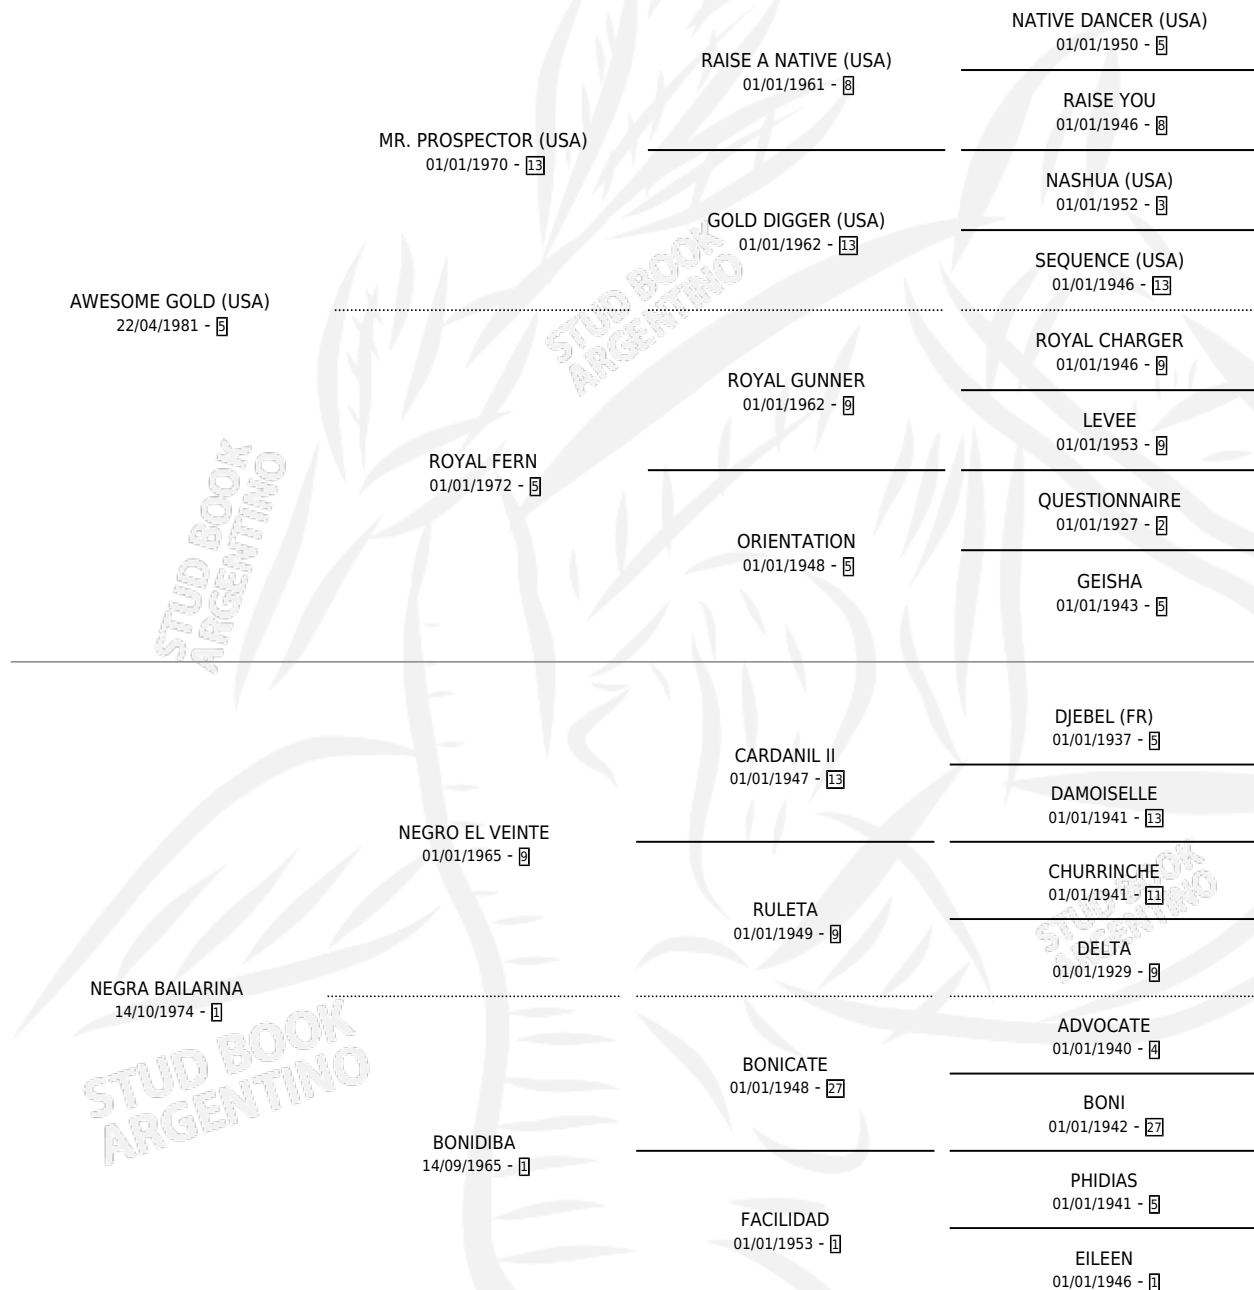 NATIVE DANCER (USA)
01/01/1950 - 5
RAISE A NATIVE (USA)
01/01/1961 - 8
RAISE YOU
01/01/1946 - 8
MR. PROSPECTOR (USA)
01/01/1970 - 13
NASHUA (USA)
01/01/1952 - 3
GOLD DIGGER (USA)
01/01/1962 - 13
SEQUENCE (USA)
01/01/1946 - 13
AWESOME GOLD (USA)
22/04/1981 - 5
ROYAL CHARGER
01/01/1946 - 9
ROYAL GUNNER
01/01/1962 - 9
LEVEE
01/01/1953 - 9
ROYAL FERN
01/01/1972 - 5
QUESTIONNAIRE
01/01/1927 - 2
ORIENTATION
01/01/1948 - 5
GEISHA
01/01/1943 - 5
DJEBEL (FR)
01/01/1937 - 5
CARDANIL II
01/01/1947 - 13
DAMOISELLE
01/01/1941 - 13
NEGRO EL VEINTE
01/01/1965 - 9
CHURRINCHE
01/01/1941 - 11
RULETA
01/01/1949 - 9
DELTA
01/01/1929 - 9
NEGRA BAILARINA
14/10/1974 - 1
ADVOCATE
01/01/1940 - 4
BONICATE
01/01/1948 - 27
BONI
01/01/1942 - 27
BONIDIBA
14/09/1965 - 1
PHIDIAS
01/01/1941 - 5
FACILIDAD
01/01/1953 - 1
EILEEN
01/01/1946 - 1
STUD BOOK
ARGENTINO
STUD BOOK
ARGENTINO
STUD BOOK
ARGENTINO
STUD BOOK
ARGENTINO